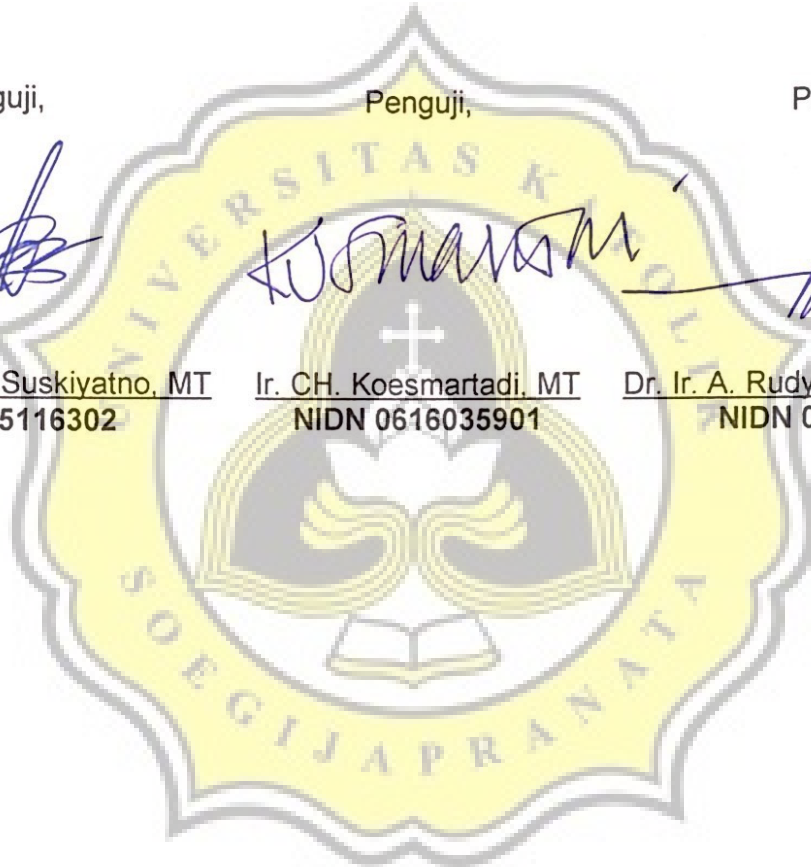 guji, Penguji, P
Suskiyatno, MT Ir. CH. Koesmartadi, MT Dr. Ir. A. Rudy
5116302 NIDN 0616035901 NIDN 0
UNIVERSITAS KATOLIK
SOEGIJAPRANATA